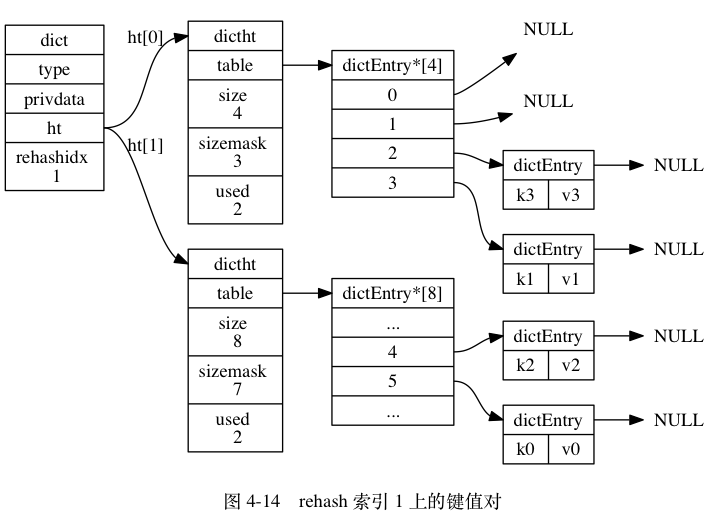 dict
type
privdata
ht
rehashidx
1
ht[0]
ht[1]
dictht
table
size
4
sizemask
3
used
2
dictEntry*[4]
0
1
2
3
NULL
NULL
dictEntry
k3 v3
NULL
dictEntry
k1 v1
NULL
dictht
table
size
8
sizemask
7
used
2
dictEntry*[8]
...
4
5
...
dictEntry
k2 v2
NULL
dictEntry
k0 v0
NULL
图 4-14 rehash 索引 1 上的键值对